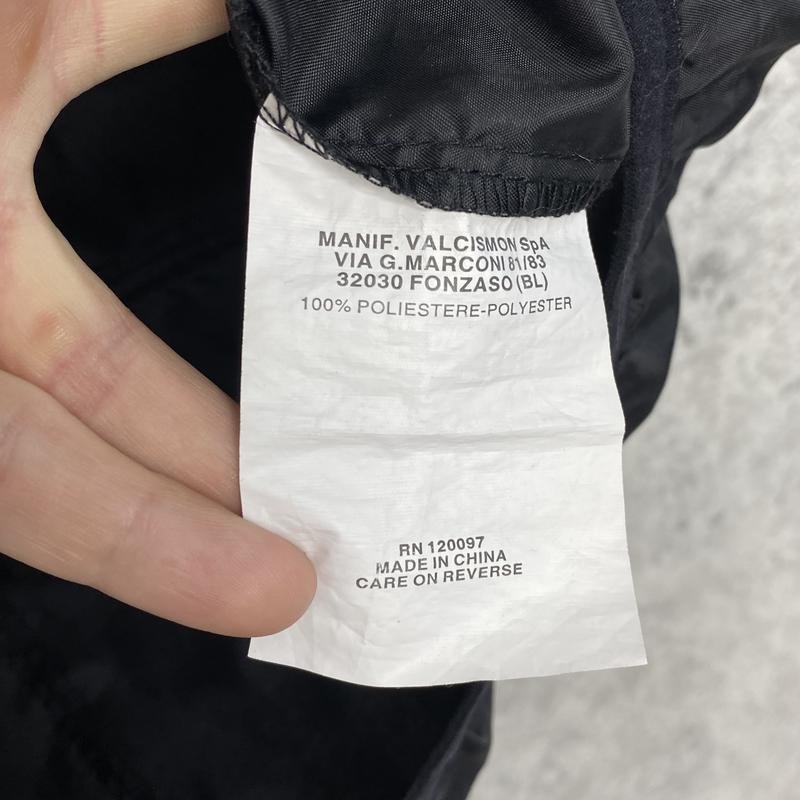 MANIF. VALCISMON SpA
VIA G.MARCONI 81/83
32030 FONZASO (BL)
100% POLIESTERE-POLYESTER
RN 120097
MADE IN CHINA
CARE ON REVERSE